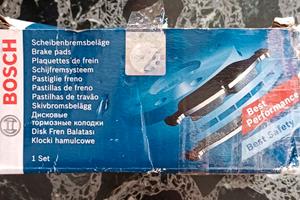 BOSCH
Scheibenbremsbeläge
Brake pads
Plaquettes de frein
Schijfremsysteem
Pastiglie freno
Pastillas de freno
Pastilhas de travão
Skivbromsbelägg
Дисковые
тормозные колодки
Disk Fren Balatası
Klocki hamulcowe
1 Set
Best
Performance
Best Safety